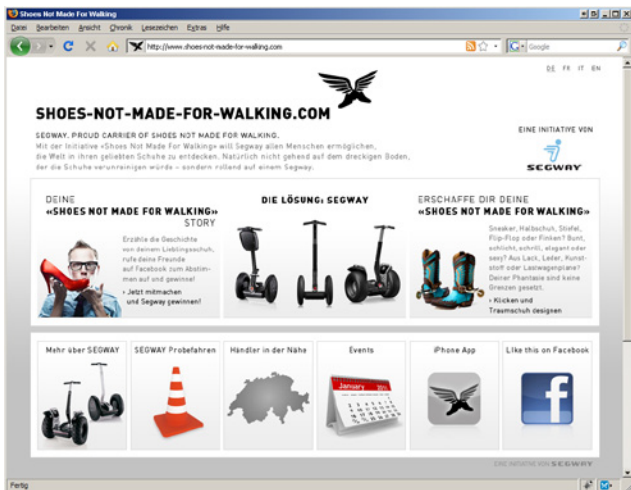 Shoes Not Made For Walking
Datei Bearbeiten Ansicht Chronik Lesezeichen Extras Hilfe
http://www.shoes-not-made-for-walking.com
Google
DE FR IT EN
SHOES-NOT-MADE-FOR-WALKING.COM
SEGWAY. PROUD CARRIER OF SHOES NOT MADE FOR WALKING.
Mit der Initiative «Shoes Not Made For Walking» will Segway allen Menschen ermöglichen,
die Welt in ihren geliebten Schuhe zu entdecken. Natürlich nicht gehend auf dem dreckigen Boden,
der die Schuhe verunreinigen würde – sondern rollend auf einem Segway.
EINE INITIATIVE VON
SEGWAY
DEINE
«SHOES NOT MADE FOR WALKING»
STORY
Erzähle die Geschichte
von deinem Lieblingsschuh,
rufe deine Freunde
auf Facebook zum Abstim-
men auf und gewinne!
› Jetzt mitmachen
und Segway gewinnen!
DIE LÖSUNG: SEGWAY
ERSCHAFFE DIR DEINE
«SHOES NOT MADE FOR WALKING»
Sneaker, Halbschuh, Stiefel,
Flip-Flop oder Finken? Bunt,
schlicht, schrill, elegant oder
sexy? Aus Lack, Leder, Kunst-
stoff oder Lastwagenplane?
Deiner Phantasie sind keine
Grenzen gesetzt.
› Klicken und
Traumschuh designen
Mehr über SEGWAY
SEGWAY Probefahren
Händler in der Nähe
Events
January
iPhone App
Like this on Facebook
EINE INITIATIVE VON SEGWAY
Fertig